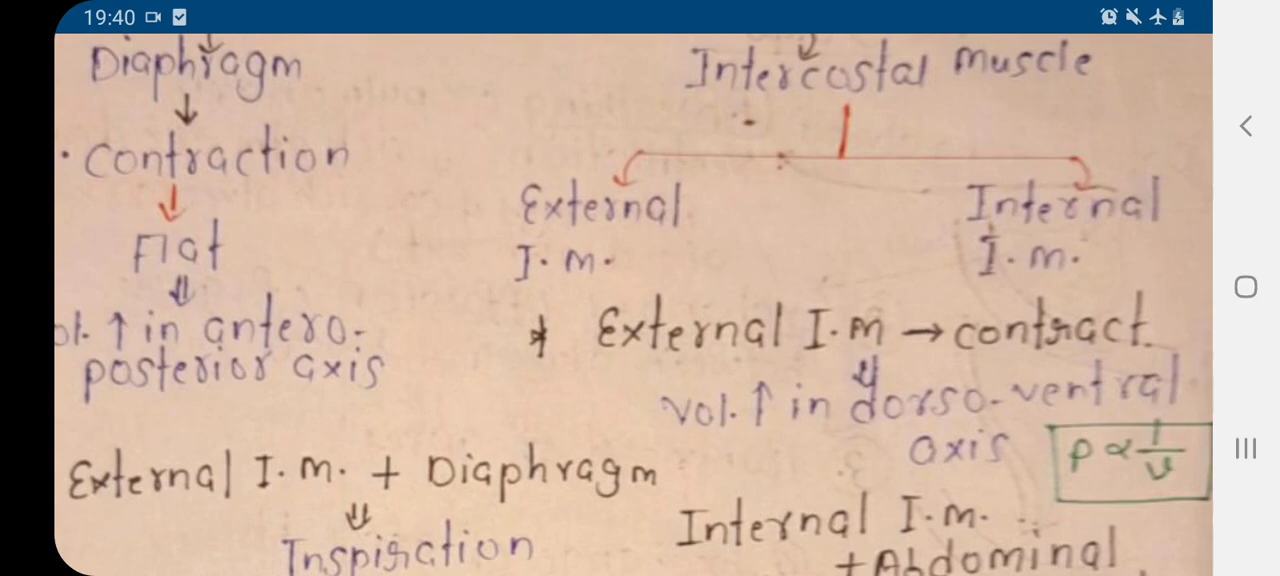 19:40
Diaphragm
↓
• Contraction
↓
Flat
⇓
ol. ↑ in antero-
posterior axis
Intercostal muscle
External
I.m.
Internal
I.m.
* External I.m → contract.
⇓
vol. ↑ in dorso-ventral
axis
P ∝ 1/v
External I.m. + Diaphragm
⇓
Inspiration
Internal I.m.
+ Abdominal